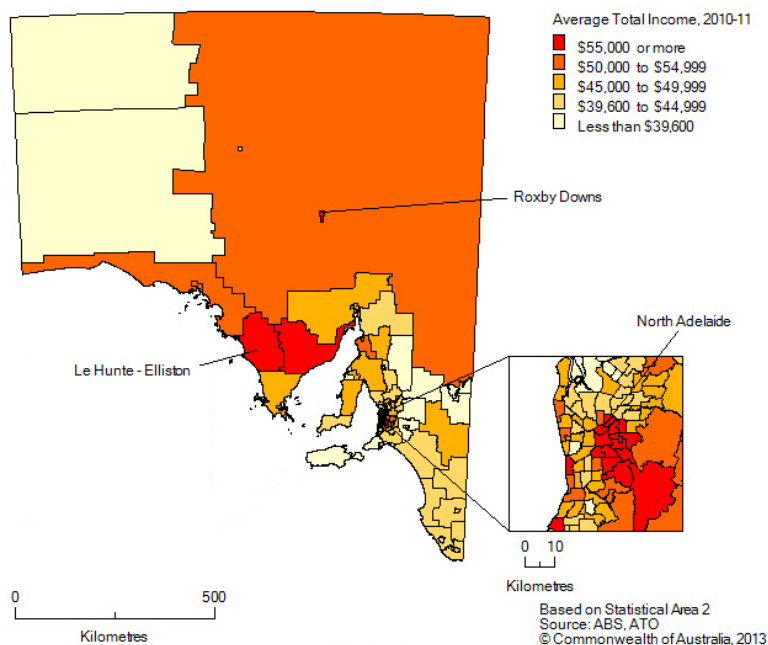 Average Total Income, 2010-11
$55,000 or more
$50,000 to $54,999
$45,000 to $49,999
$39,600 to $44,999
Less than $39,600
Roxby Downs
North Adelaide
Le Hunte - Elliston
0 10
Kilometres
0 500
Kilometres
Based on Statistical Area 2
Source: ABS, ATO
© Commonwealth of Australia, 2013